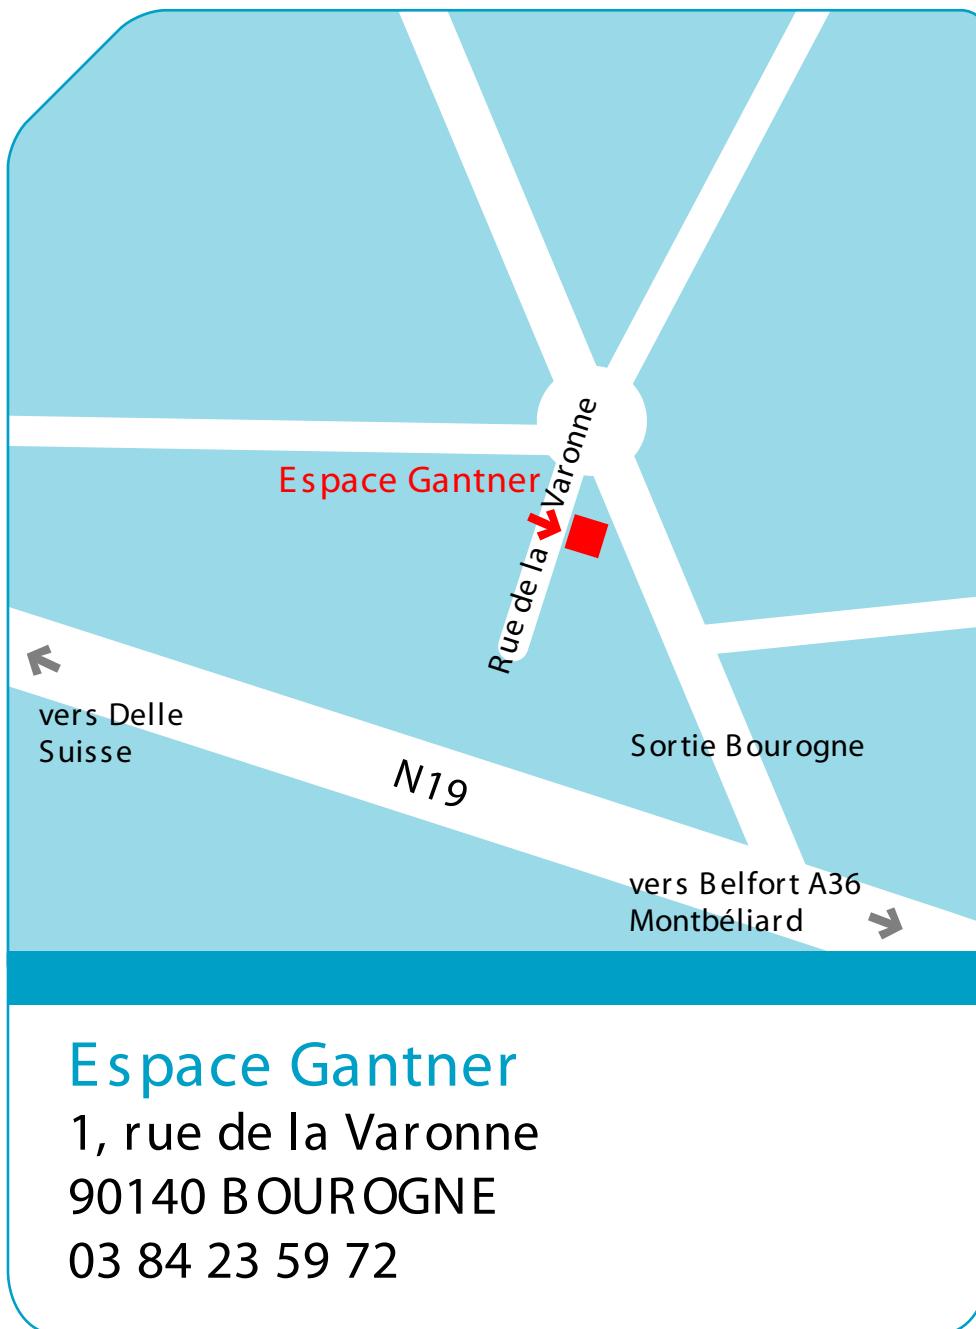 Espace Gantner
Rue de la Varonne
vers Delle
Suisse
N19
Sortie Bourogne
vers Belfort A36
Montbéliard
Espace Gantner
1, rue de la Varonne
90140 BOUROGNE
03 84 23 59 72